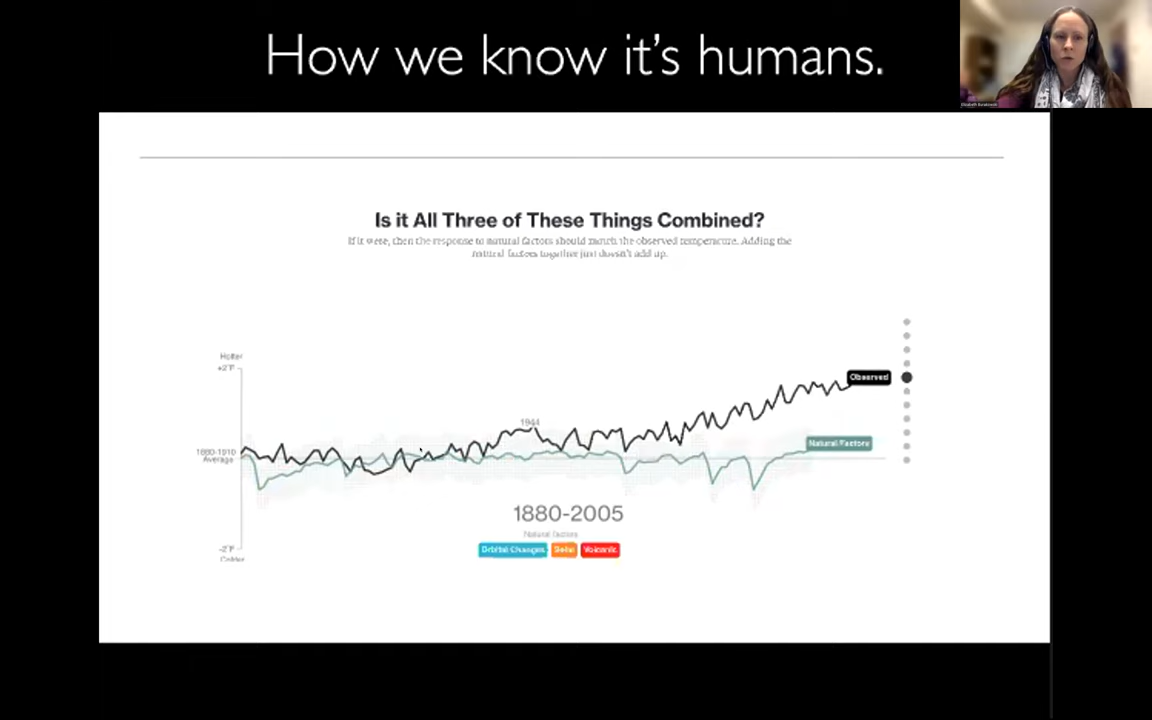 How we know it's humans.
Is it All Three of These Things Combined?
If it were, then the response to natural factors should match the observed temperature. Adding the
natural factors together just doesn't add up.
Hotter
+2°F
Observed
1944
Natural Factors
1880-1910
Average
1880-2005
Natural factors
-2°F
Colder
Orbital Changes Solar Volcanic